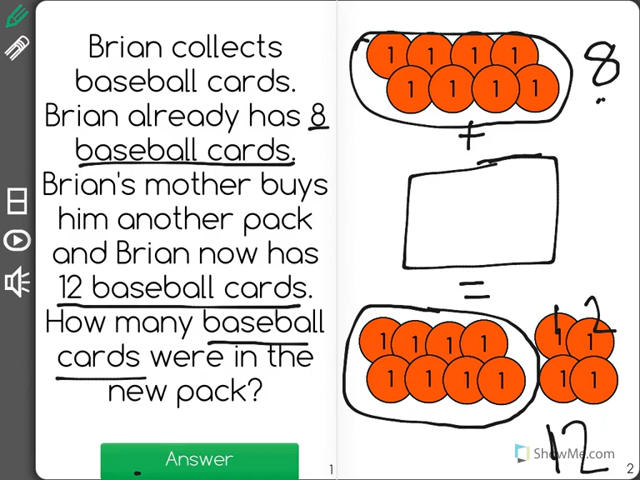 Brian collects
baseball cards.
Brian already has 8
baseball cards.
Brian's mother buys
him another pack
and Brian now has
12 baseball cards.
How many baseball
cards were in the
new pack?
Answer
1
1 1 1 1
1 1 1 1
8
+
=
1 1 1 1 1 1
1 1 1 1 1 1
12
12
ShowMe.com
2